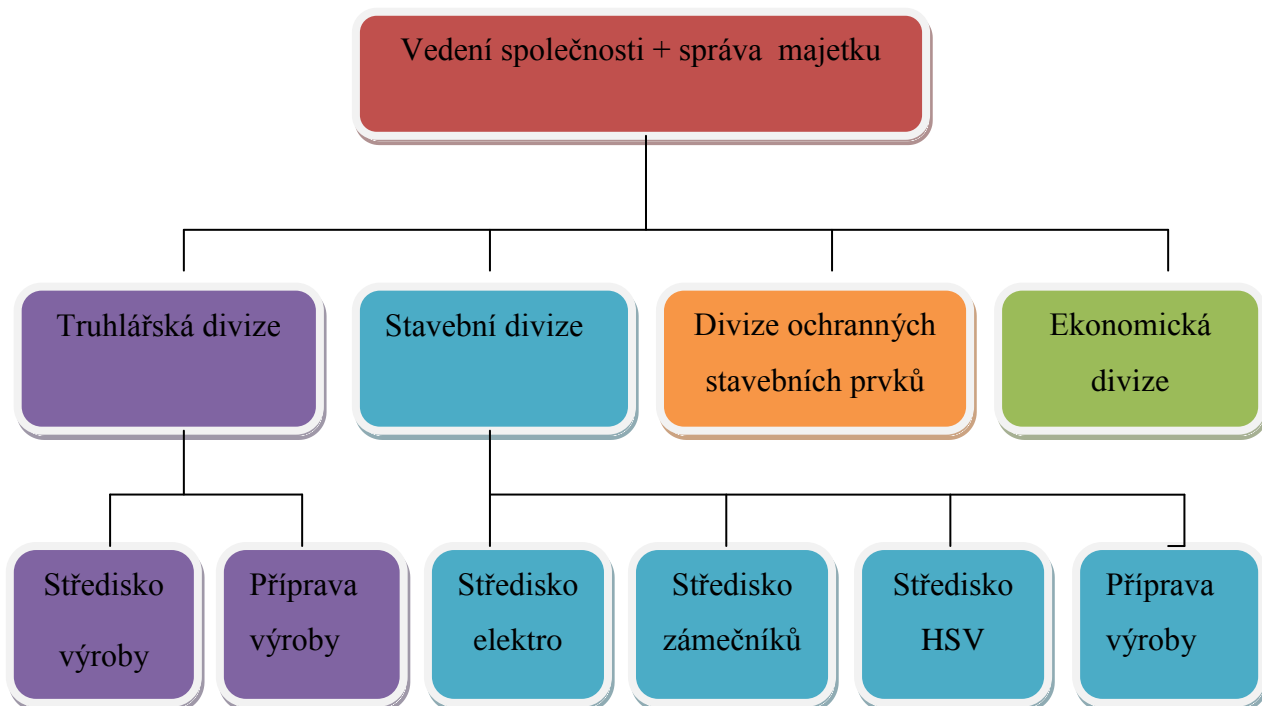 Vedení společnosti + správa majetku
Truhlářská divize
Stavební divize
Divize ochranných
stavebních prvků
Ekonomická
divize
Středisko
výroby
Příprava
výroby
Středisko
elektro
Středisko
zámečníků
Středisko
HSV
Příprava
výroby